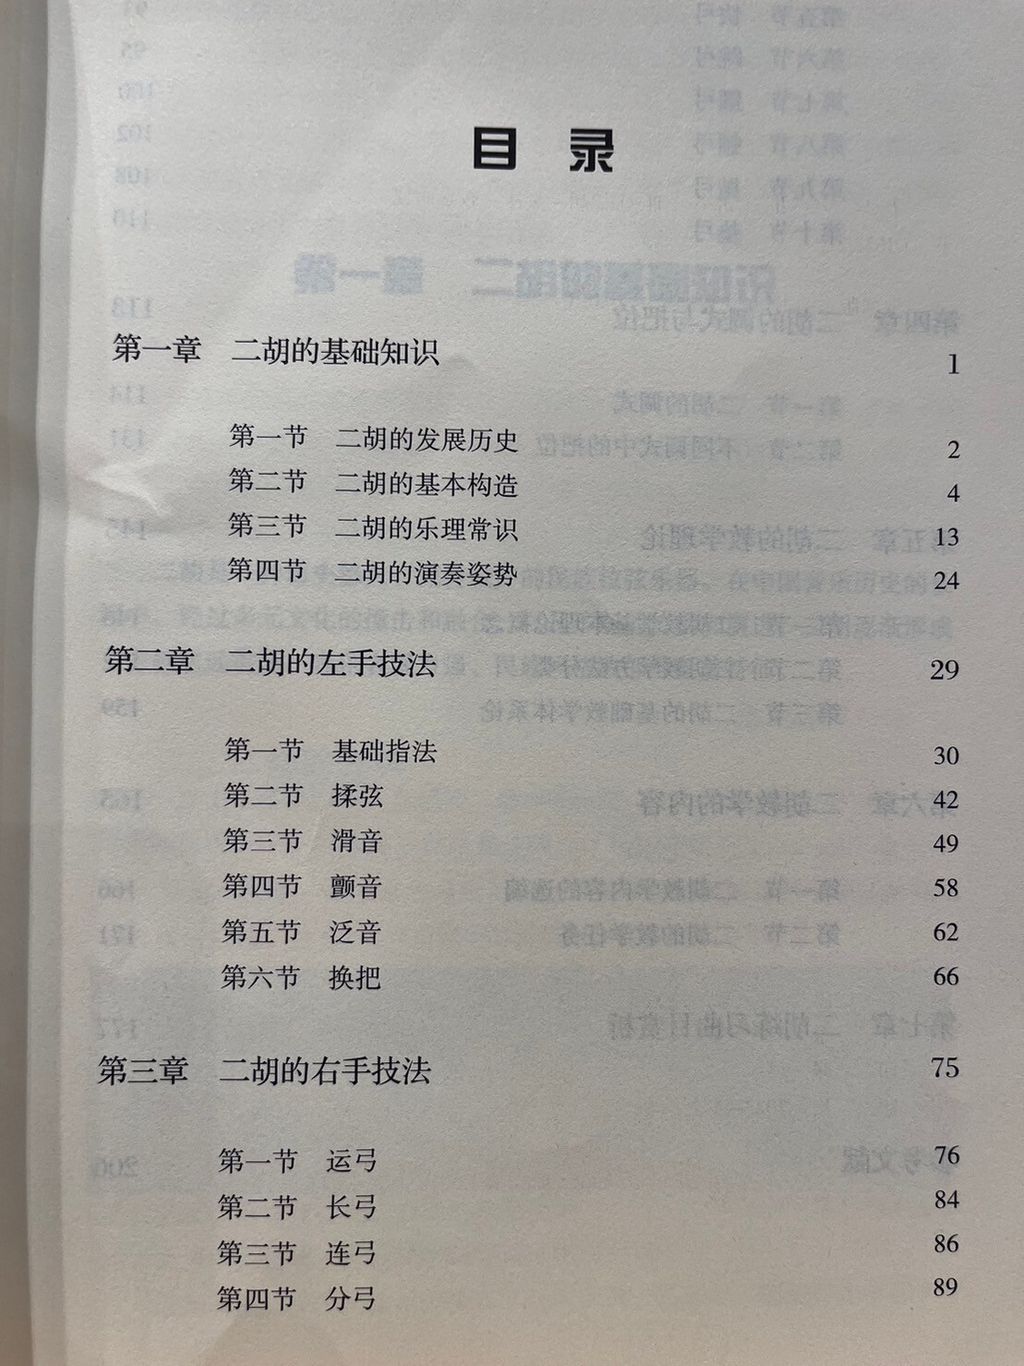 目 录
第一章 二胡的基础知识 1
第一节 二胡的发展历史 2
第二节 二胡的基本构造 4
第三节 二胡的乐理常识 13
第四节 二胡的演奏姿势 24
第二章 二胡的左手技法 29
第一节 基础指法 30
第二节 揉弦 42
第三节 滑音 49
第四节 颤音 58
第五节 泛音 62
第六节 换把 66
第三章 二胡的右手技法 75
第一节 运弓 76
第二节 长弓 84
第三节 连弓 86
第四节 分弓 89